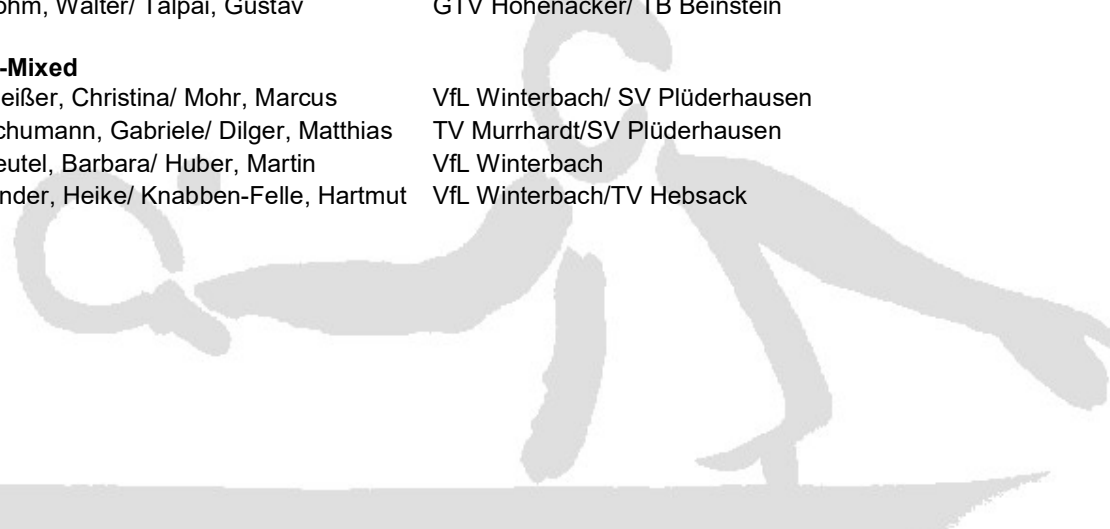 ohm, Walter/ Talpai, Gustav GTV Hohenacker/ TB Beinstein
-Mixed
eißer, Christina/ Mohr, Marcus VfL Winterbach/ SV Plüderhausen
chumann, Gabriele/ Dilger, Matthias TV Murrhardt/SV Plüderhausen
eutel, Barbara/ Huber, Martin VfL Winterbach
nder, Heike/ Knabben-Felle, Hartmut VfL Winterbach/TV Hebsack